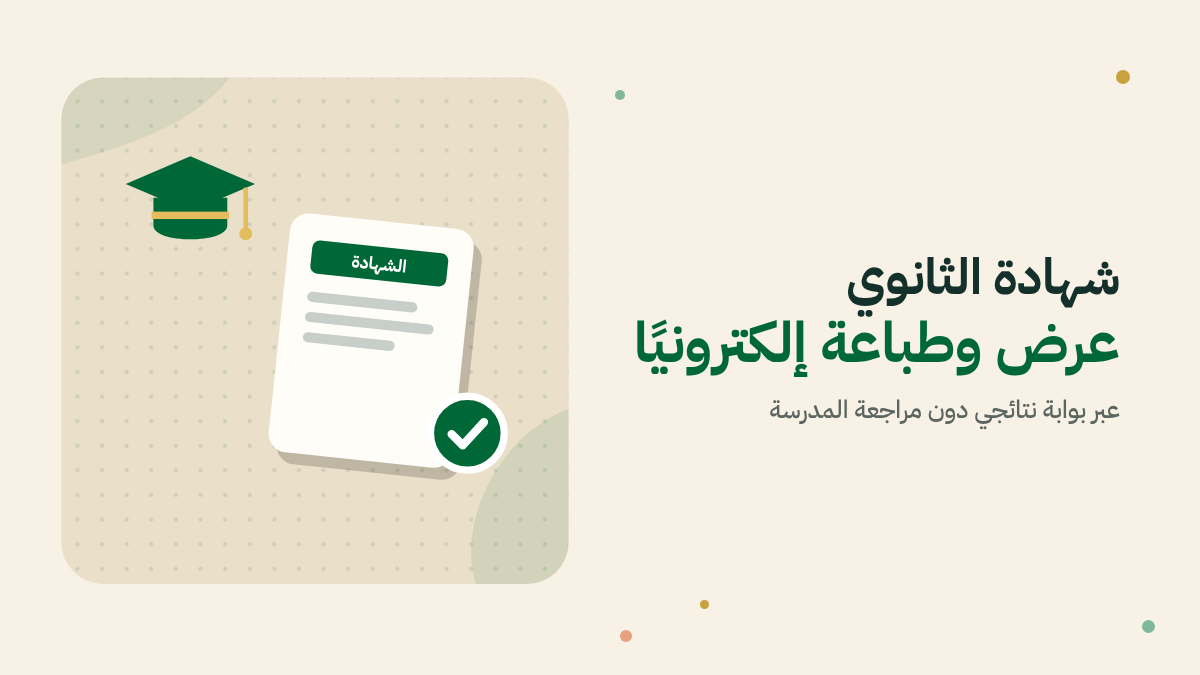 شهادة الثانوي
عرض وطباعة إلكترونيًا
عبر بوابة نتائجي دون مراجعة المدرسة
الشهادة